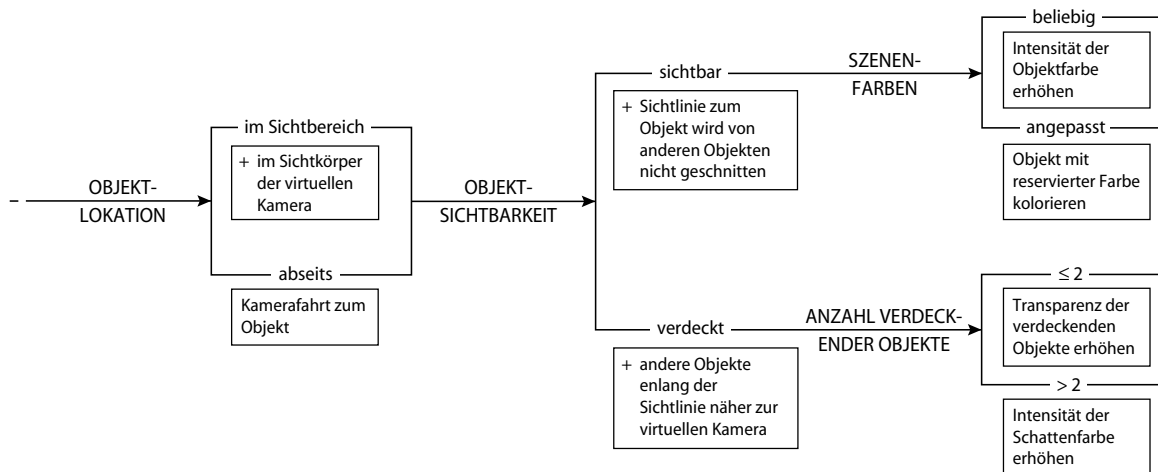 –
OBJEKT-
LOKATION
im Sichtbereich
+ im Sichtkörper
der virtuellen
Kamera
abseits
Kamerafahrt zum
Objekt
OBJEKT-
SICHTBARKEIT
sichtbar
+ Sichtlinie zum
Objekt wird von
anderen Objekten
nicht geschnitten
verdeckt
+ andere Objekte
enlang der
Sichtlinie näher zur
virtuellen Kamera
SZENEN-
FARBEN
beliebig
Intensität der
Objektfarbe
erhöhen
angepasst
Objekt mit
reservierter Farbe
kolorieren
ANZAHL VERDECK-
ENDER OBJEKTE
≤ 2
Transparenz der
verdeckenden
Objekte erhöhen
> 2
Intensität der
Schattenfarbe
erhöhen